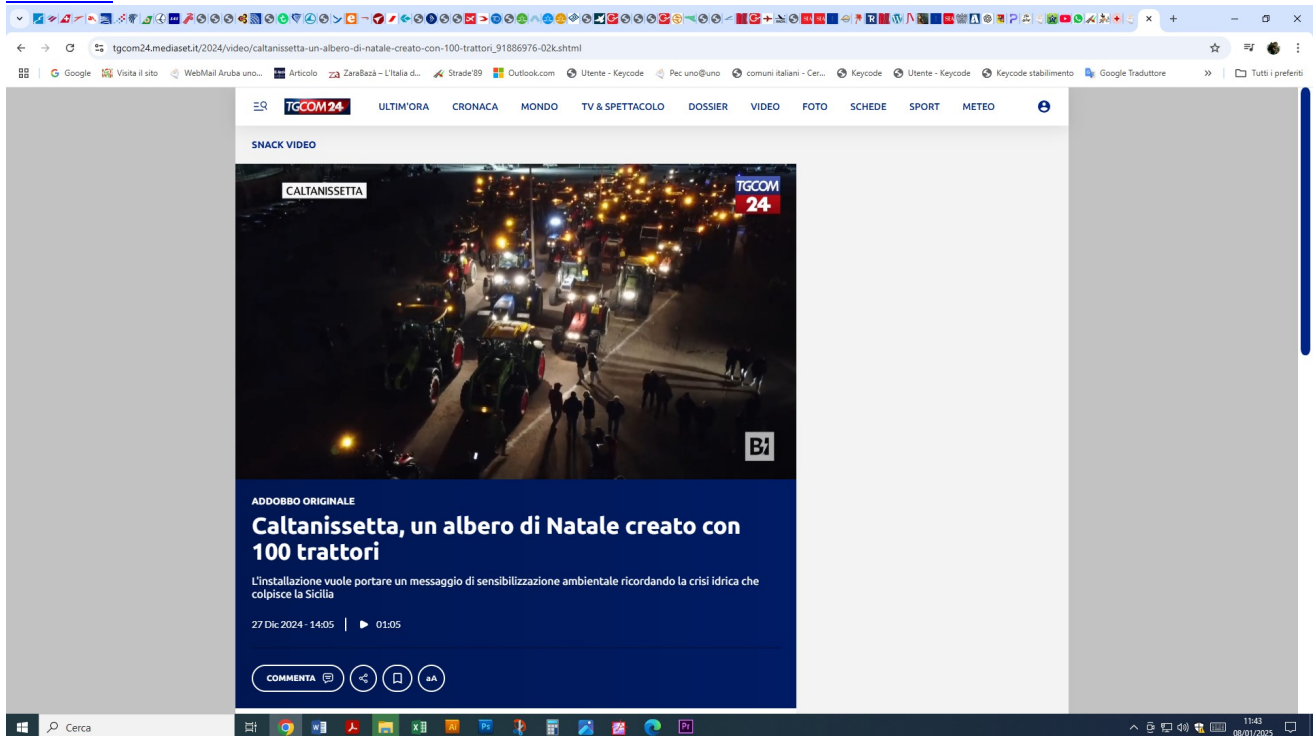 tgcom24.mediaset.it/2024/video/caltanissetta-un-albero-di-natale-creato-con-100-trattori_91886976-02k.shtml
Google Visita il sito WebMail Aruba uno... Articolo ZaraBazà – L'Italia d... Strade'89 Outlook.com Utente - Keycode Pec uno@uno comuni italiani - Cer... Keycode Utente - Keycode Keycode stabilimento Google Traduttore » Tutti i preferiti
TGCOM24 ULTIM'ORA CRONACA MONDO TV & SPETTACOLO DOSSIER VIDEO FOTO SCHEDE SPORT METEO
SNACK VIDEO
CALTANISSETTA
TGCOM
24
ADDOBBO ORIGINALE
Caltanissetta, un albero di Natale creato con
100 trattori
L'installazione vuole portare un messaggio di sensibilizzazione ambientale ricordando la crisi idrica che
colpisce la Sicilia
27 Dic 2024 - 14:05 01:05
COMMENTA aA
Cerca
11:43
08/01/2025